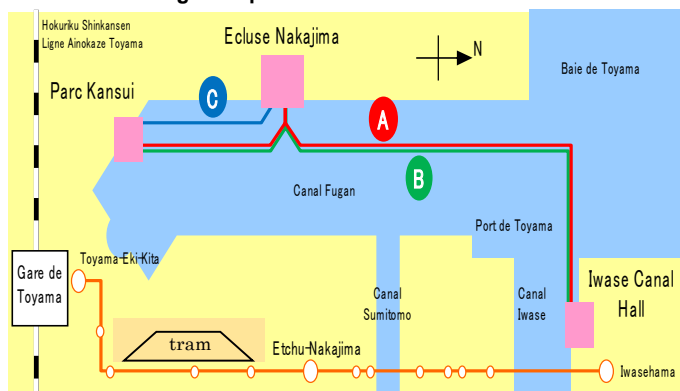 Hokuriku Shinkansen
Ligne Ainokaze Toyama
Ecluse Nakajima
N
Baie de Toyama
Parc Kansui
C
A
B
Canal Fugan
Port de Toyama
Toyama-Eki-Kita
Gare de
Toyama
Canal
Sumitomo
Canal
Iwase
Iwase Canal
Hall
tram
Etchu-Nakajima
Iwasehama